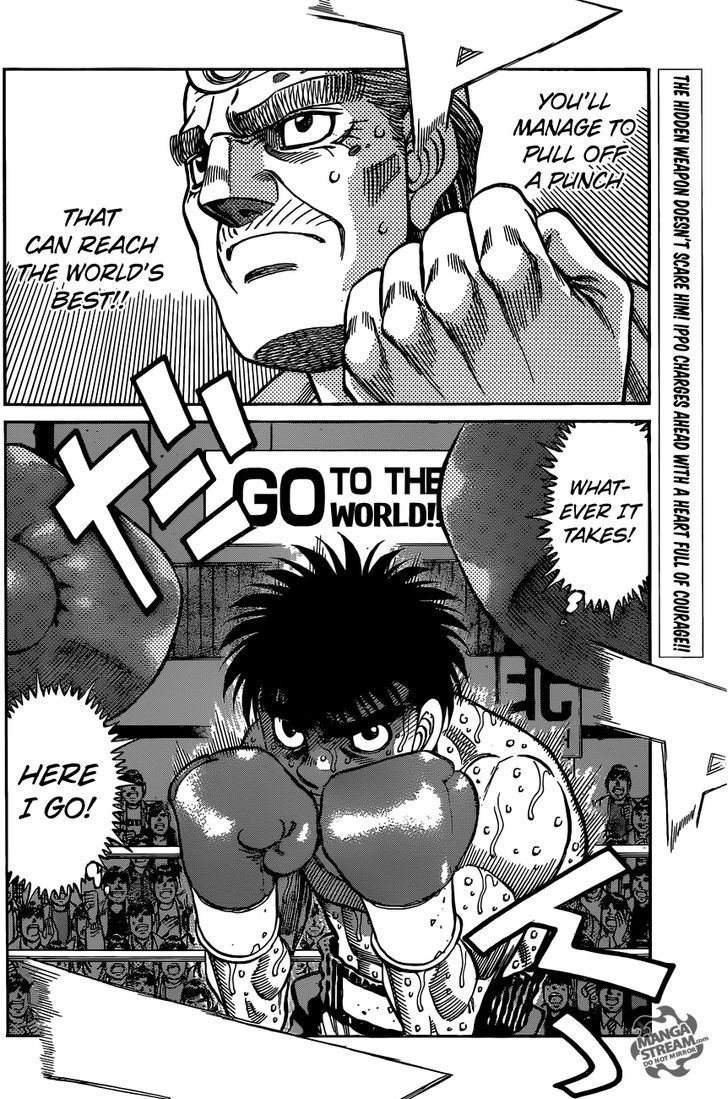 YOU'LL
MANAGE TO
PULL OFF
A PUNCH
THAT
CAN REACH
THE WORLD'S
BEST!!
THE HIDDEN WEAPON DOESN'T SCARE HIM! IPPO CHARGES AHEAD WITH A HEART FULL OF COURAGE!!
GO TO THE
WORLD!!
WHAT-
EVER IT
TAKES!
HERE
I GO!
MANGA
STREAM.com
DO NOT MIRROR